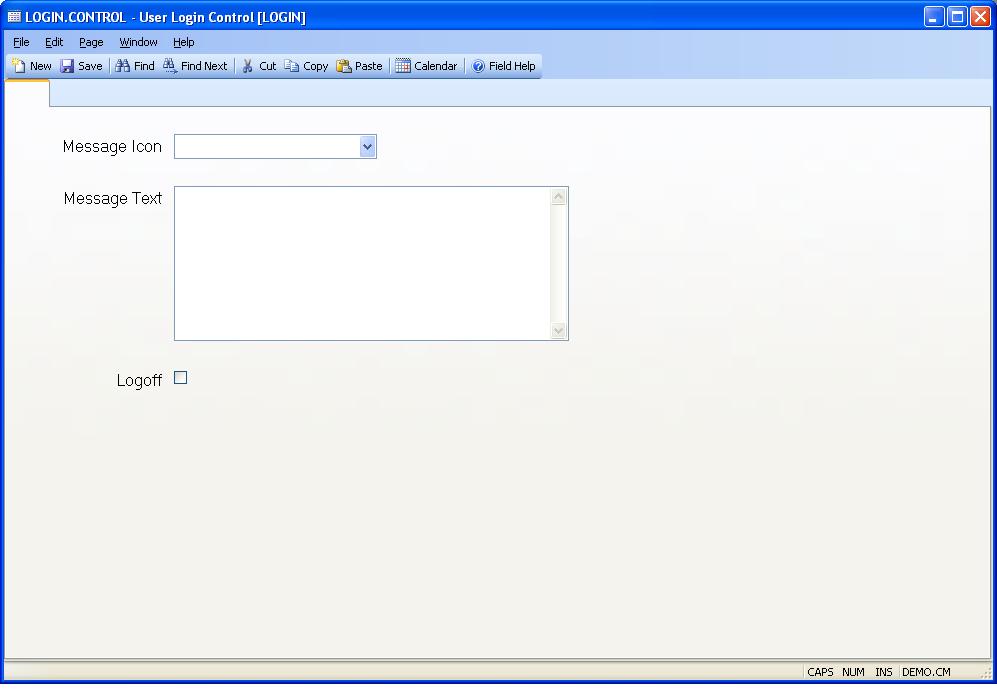 LOGIN.CONTROL - User Login Control [LOGIN]
File Edit Page Window Help
New Save Find Find Next Cut Copy Paste Calendar Field Help
Message Icon
Message Text
Logoff
CAPS NUM INS DEMO.CM